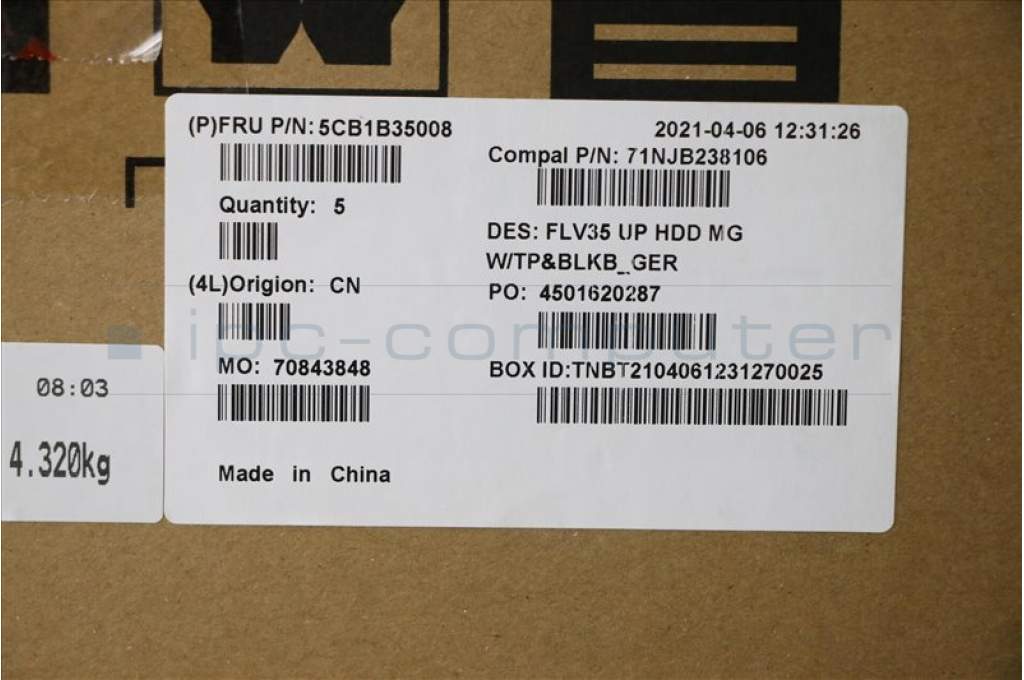 (P)FRU P/N: 5CB1B35008
2021-04-06 12:31:26
Compal P/N: 71NJB238106
Quantity: 5
DES: FLV35 UP HDD MG
W/TP&BLKB_GER
(4L)Origion: CN
PO: 4501620287
ipc-computer
MO: 70843848
BOX ID:TNBT2104061231270025
Made in China
08:03
4.320kg